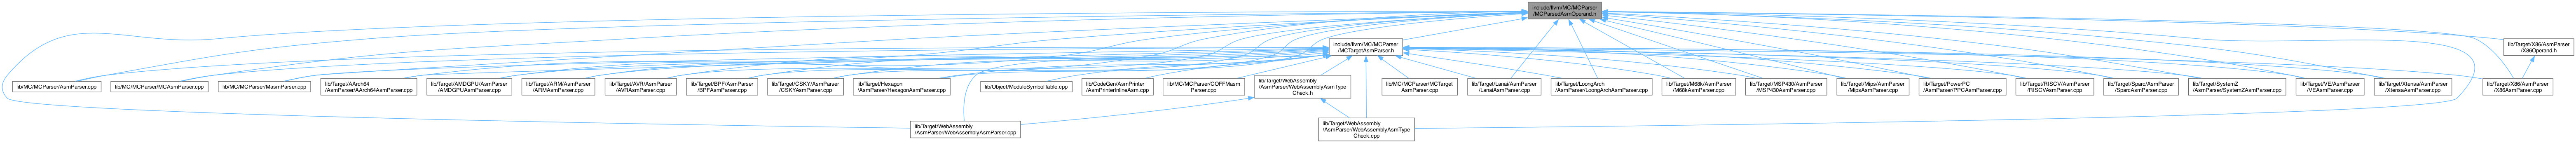 include/llvm/MC/MCParser
/MCParsedAsmOperand.h
include/llvm/MC/MCParser
/MCTargetAsmParser.h
lib/Target/X86/AsmParser
/X86Operand.h
lib/MC/MCParser/AsmParser.cpp
lib/MC/MCParser/MCAsmParser.cpp
lib/MC/MCParser/MasmParser.cpp
lib/Target/AArch64
/AsmParser/AArch64AsmParser.cpp
lib/Target/AMDGPU/AsmParser
/AMDGPUAsmParser.cpp
lib/Target/ARM/AsmParser
/ARMAsmParser.cpp
lib/Target/AVR/AsmParser
/AVRAsmParser.cpp
lib/Target/BPF/AsmParser
/BPFAsmParser.cpp
lib/Target/CSKY/AsmParser
/CSKYAsmParser.cpp
lib/Target/Hexagon
/AsmParser/HexagonAsmParser.cpp
lib/Object/ModuleSymbolTable.cpp
lib/CodeGen/AsmPrinter
/AsmPrinterInlineAsm.cpp
lib/MC/MCParser/COFFMasm
Parser.cpp
lib/Target/WebAssembly
/AsmParser/WebAssemblyAsmType
Check.h
lib/MC/MCParser/MCTarget
AsmParser.cpp
lib/Target/Lanai/AsmParser
/LanaiAsmParser.cpp
lib/Target/LoongArch
/AsmParser/LoongArchAsmParser.cpp
lib/Target/M68k/AsmParser
/M68kAsmParser.cpp
lib/Target/MSP430/AsmParser
/MSP430AsmParser.cpp
lib/Target/Mips/AsmParser
/MipsAsmParser.cpp
lib/Target/PowerPC
/AsmParser/PPCAsmParser.cpp
lib/Target/RISCV/AsmParser
/RISCVAsmParser.cpp
lib/Target/Sparc/AsmParser
/SparcAsmParser.cpp
lib/Target/SystemZ
/AsmParser/SystemZAsmParser.cpp
lib/Target/VE/AsmParser
/VEAsmParser.cpp
lib/Target/Xtensa/AsmParser
/XtensaAsmParser.cpp
lib/Target/X86/AsmParser
/X86AsmParser.cpp
lib/Target/WebAssembly
/AsmParser/WebAssemblyAsmParser.cpp
lib/Target/WebAssembly
/AsmParser/WebAssemblyAsmType
Check.cpp